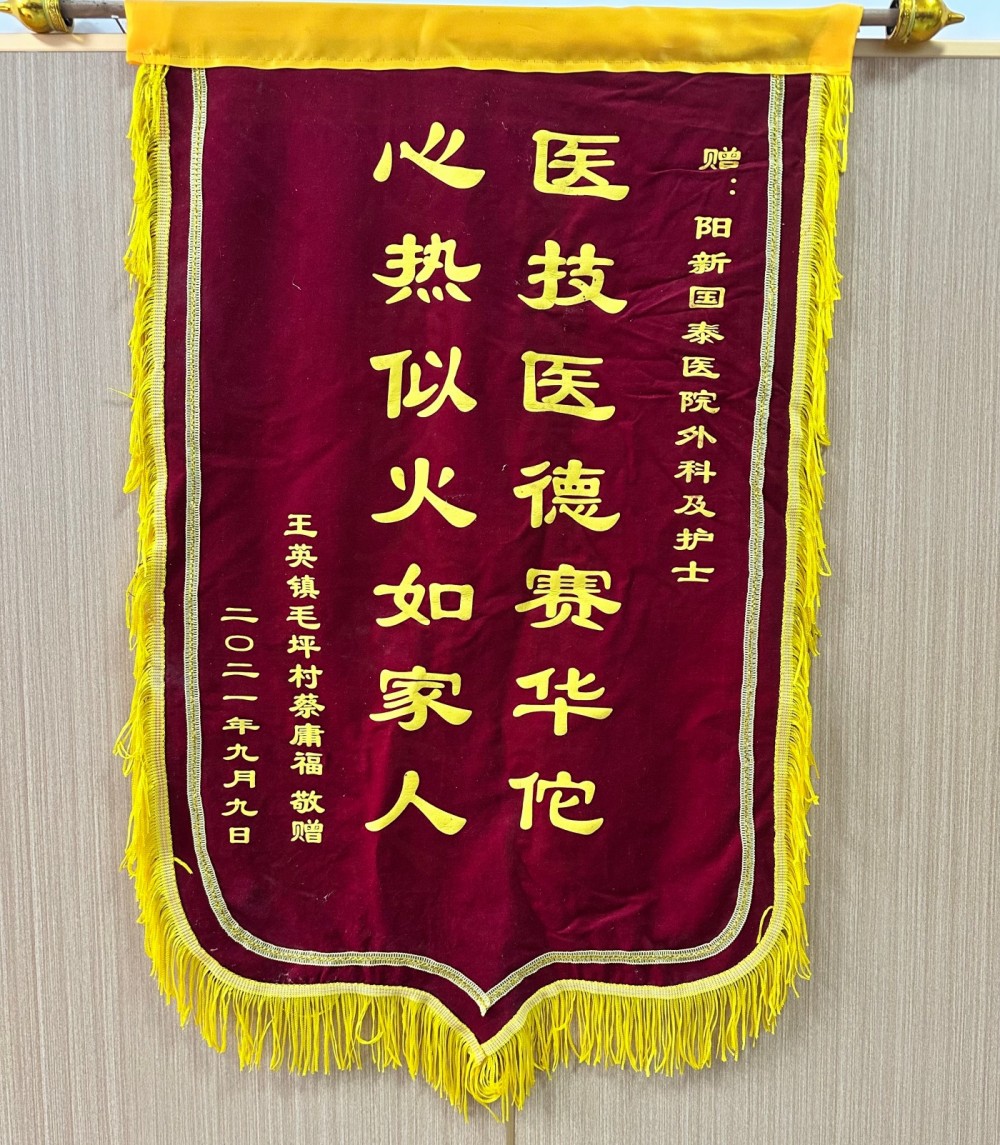 赠：阳新国泰医院外科及护士
医技医德赛华佗
心热似火如家人
王英镇毛坪村蔡庸福 敬赠
二〇二一年九月九日